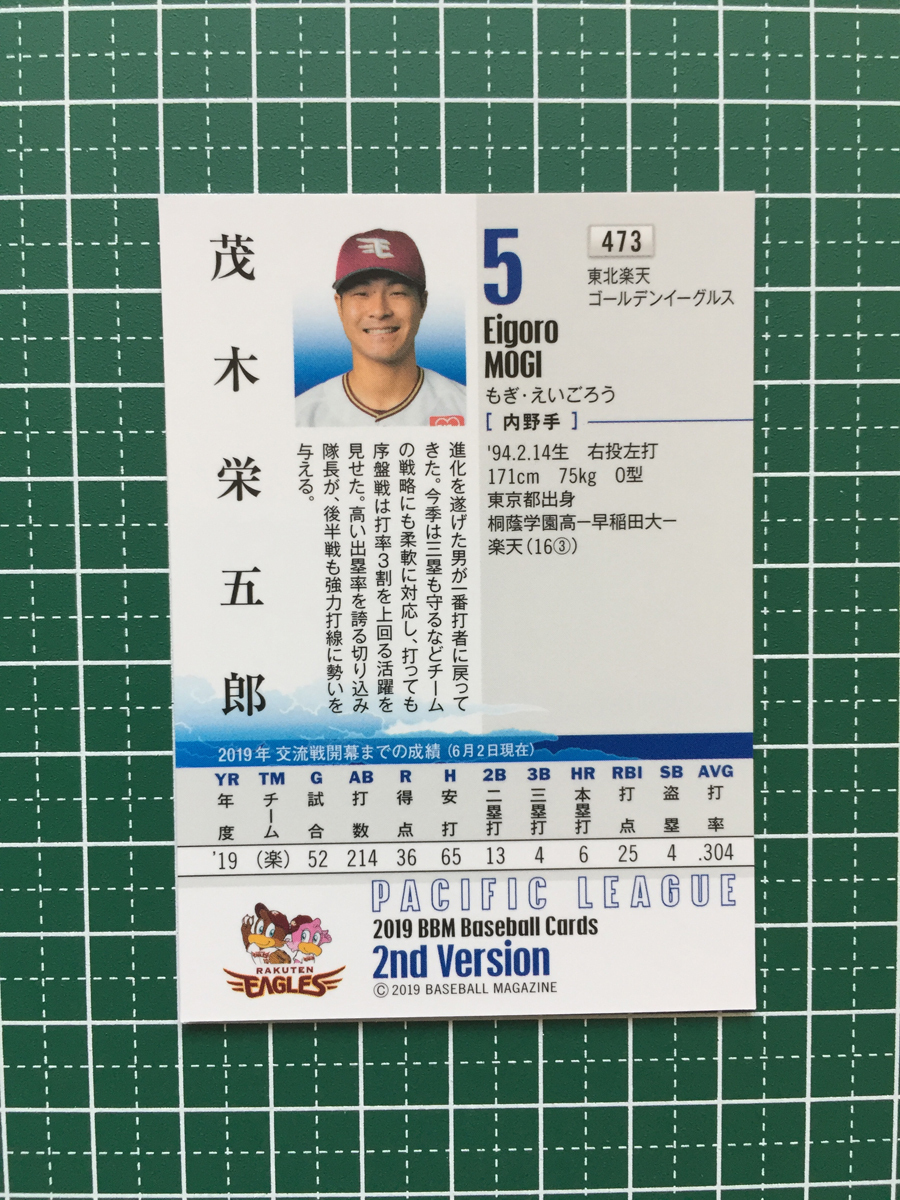 茂木栄五郎
5
473
東北楽天
ゴールデンイーグルス
Eigoro
MOGI
もぎ・えいごろう
[ 内野手 ]
'94.2.14生 右投左打
171cm 75kg O型
東京都出身
桐蔭学園高ー早稲田大ー
楽天(16③)
進化を遂げた男が一番打者に戻って
きた。今季は三塁も守るなどチーム
の戦略にも柔軟に対応し、打っても
序盤戦は打率3割を上回る活躍を
見せた。高い出塁率を誇る切り込み
隊長が、後半戦も強力打線に勢いを
与える。
2019年 交流戦開幕までの成績(6月2日現在)
YR TM G AB R H 2B 3B HR RBI SB AVG
年度 チーム 試合 打数 得点 安打 二塁打 三塁打 本塁打 打点 盗塁 打率
'19 (楽) 52 214 36 65 13 4 6 25 4 .304
PACIFIC LEAGUE
2019 BBM Baseball Cards
2nd Version
© 2019 BASEBALL MAGAZINE
RAKUTEN
EAGLES